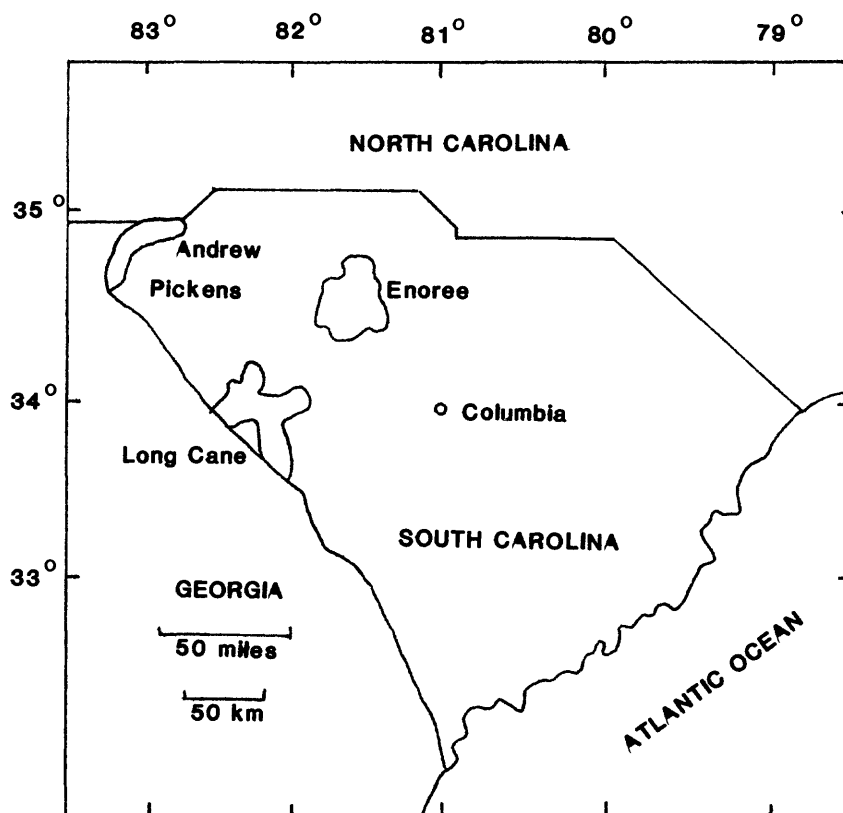 83° 82° 81° 80° 79°
NORTH CAROLINA
35°
Andrew
Pickens
Enoree
34°
Columbia
Long Cane
SOUTH CAROLINA
33°
GEORGIA
50 miles
50 km
ATLANTIC OCEAN